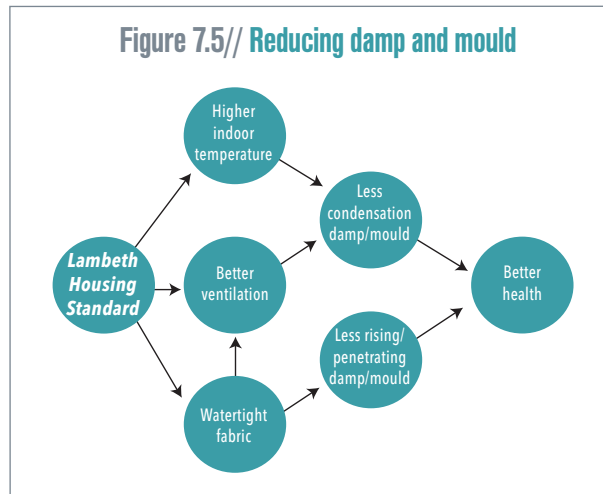 Figure 7.5// Reducing damp and mould
Higher
indoor
temperature
Less
condensation
damp/mould
Lambeth
Housing
Standard
Better
ventilation
Better
health
Less rising/
penetrating
damp/mould
Watertight
fabric